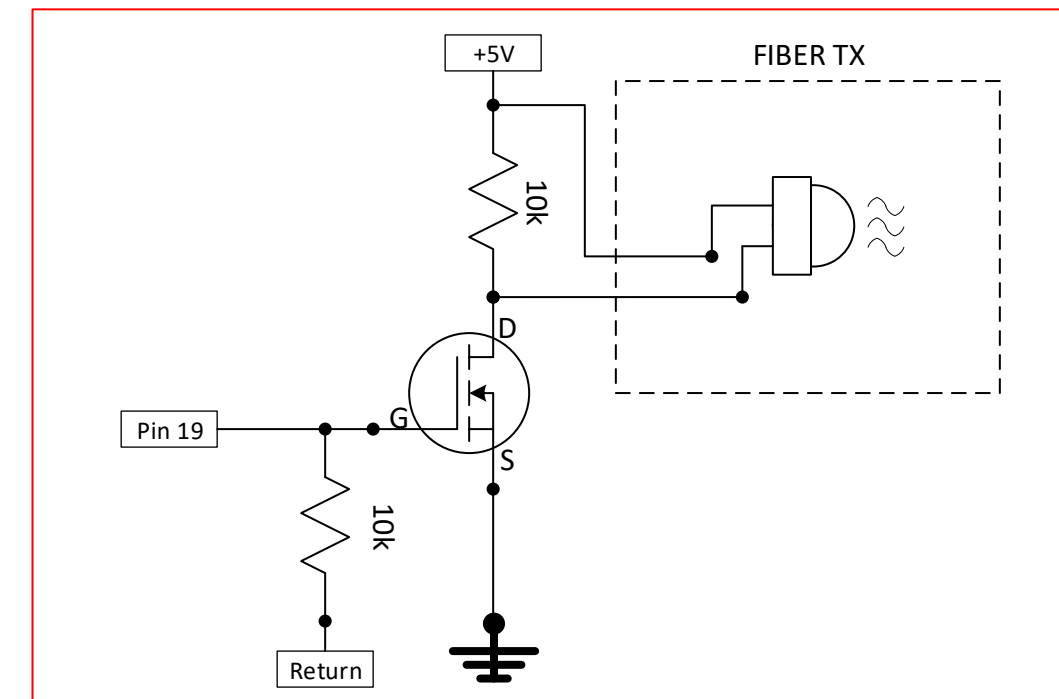 +5V
FIBER TX
10k
D
G
Pin 19
S
10k
Return